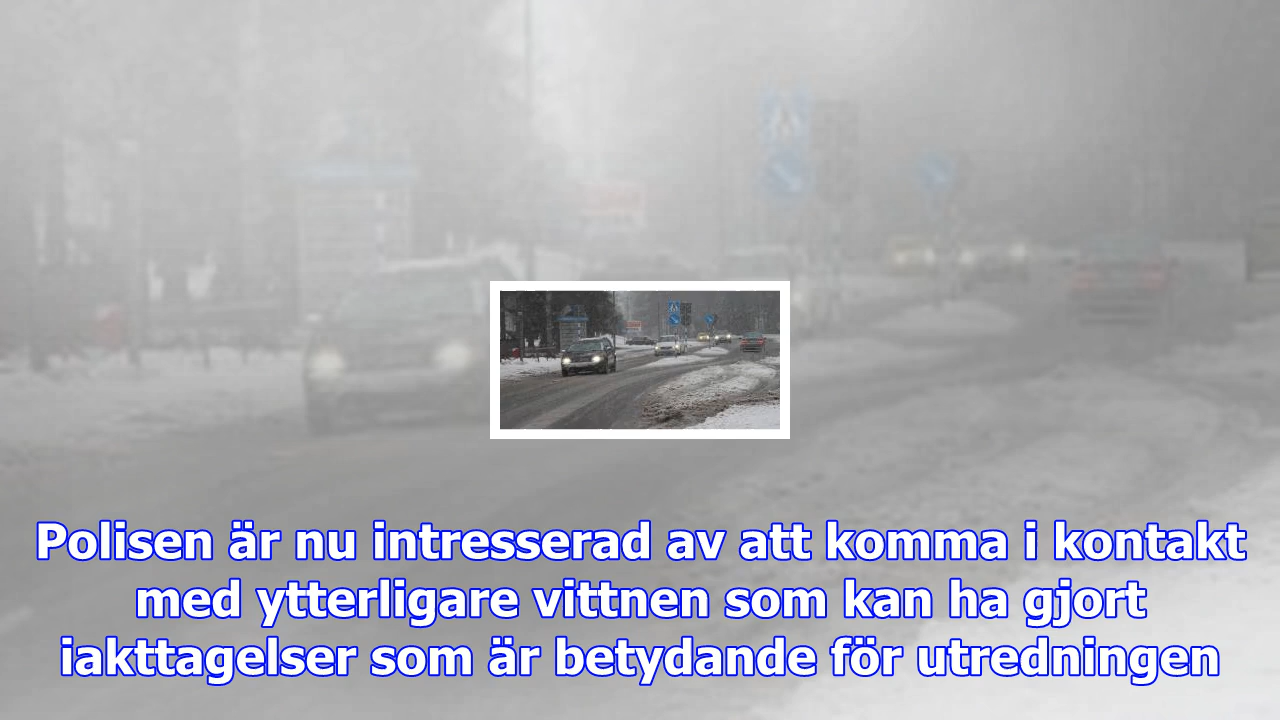 Polisen är nu intresserad av att komma i kontakt
med ytterligare vittnen som kan ha gjort
iakttagelser som är betydande för utredningen